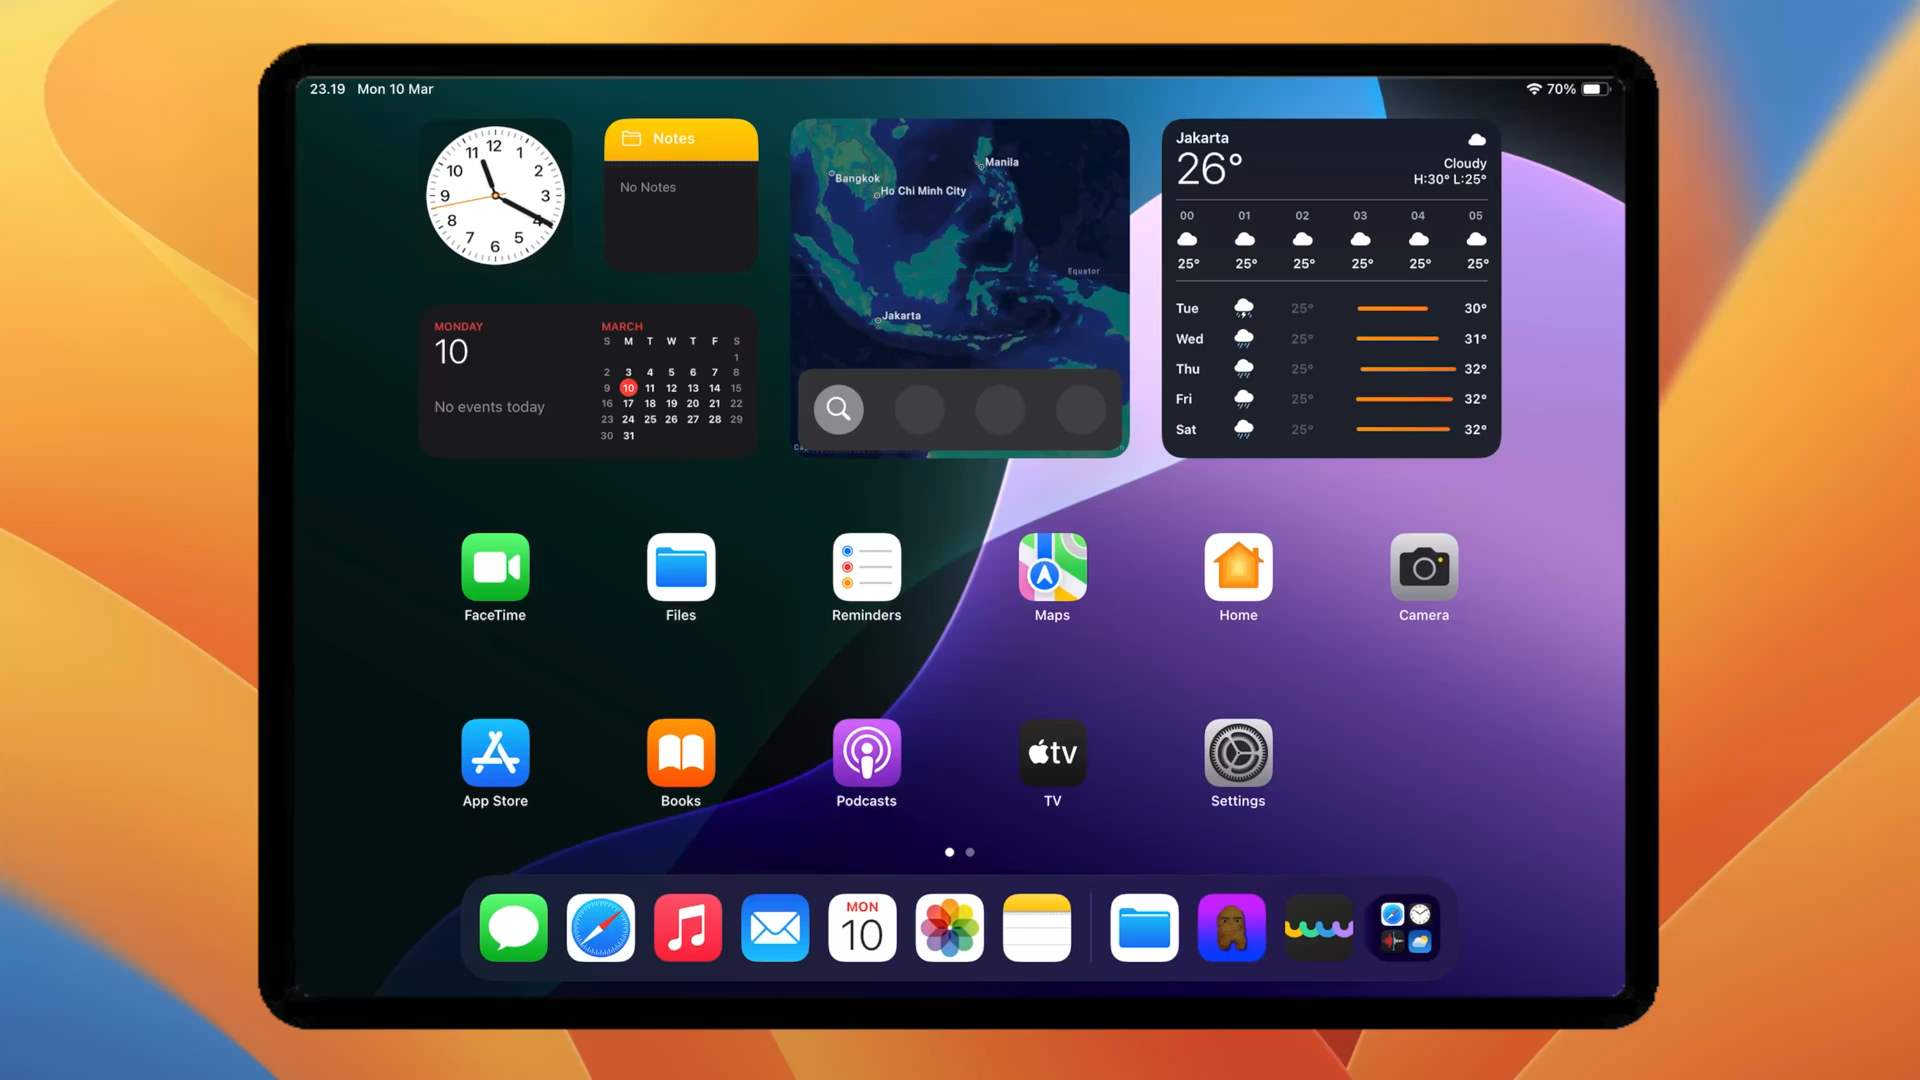 23.19 Mon 10 Mar
70%
12
1
2
3
4
5
6
7
8
9
10
11
Notes
No Notes
MONDAY
10
No events today
MARCH
S M T W T F S
1
2 3 4 5 6 7 8
9 10 11 12 13 14 15
16 17 18 19 20 21 22
23 24 25 26 27 28 29
30 31
Manila
Bangkok
Ho Chi Minh City
Equator
Jakarta
Jakarta
26°
Cloudy
H:30° L:25°
00 01 02 03 04 05
25° 25° 25° 25° 25° 25°
Tue 25° 30°
Wed 25° 31°
Thu 25° 32°
Fri 25° 32°
Sat 25° 32°
FaceTime
Files
Reminders
Maps
Home
Camera
tv
App Store
Books
Podcasts
TV
Settings
MON
10